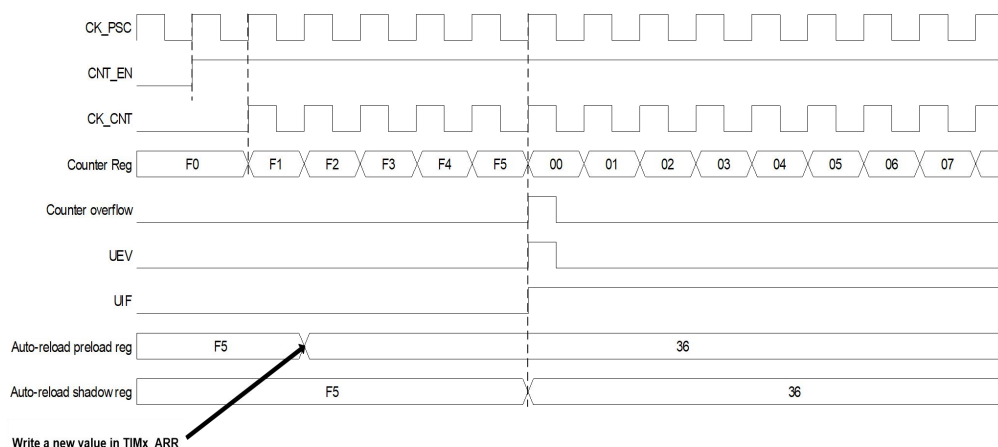 CK_PSC
CNT_EN
CK_CNT
Counter Reg F0 F1 F2 F3 F4 F5 00 01 02 03 04 05 06 07
Counter overflow
UEV
UIF
Auto-reload preload reg F5 36
Auto-reload shadow reg F5 36
Write a new value in TIMx_ARR